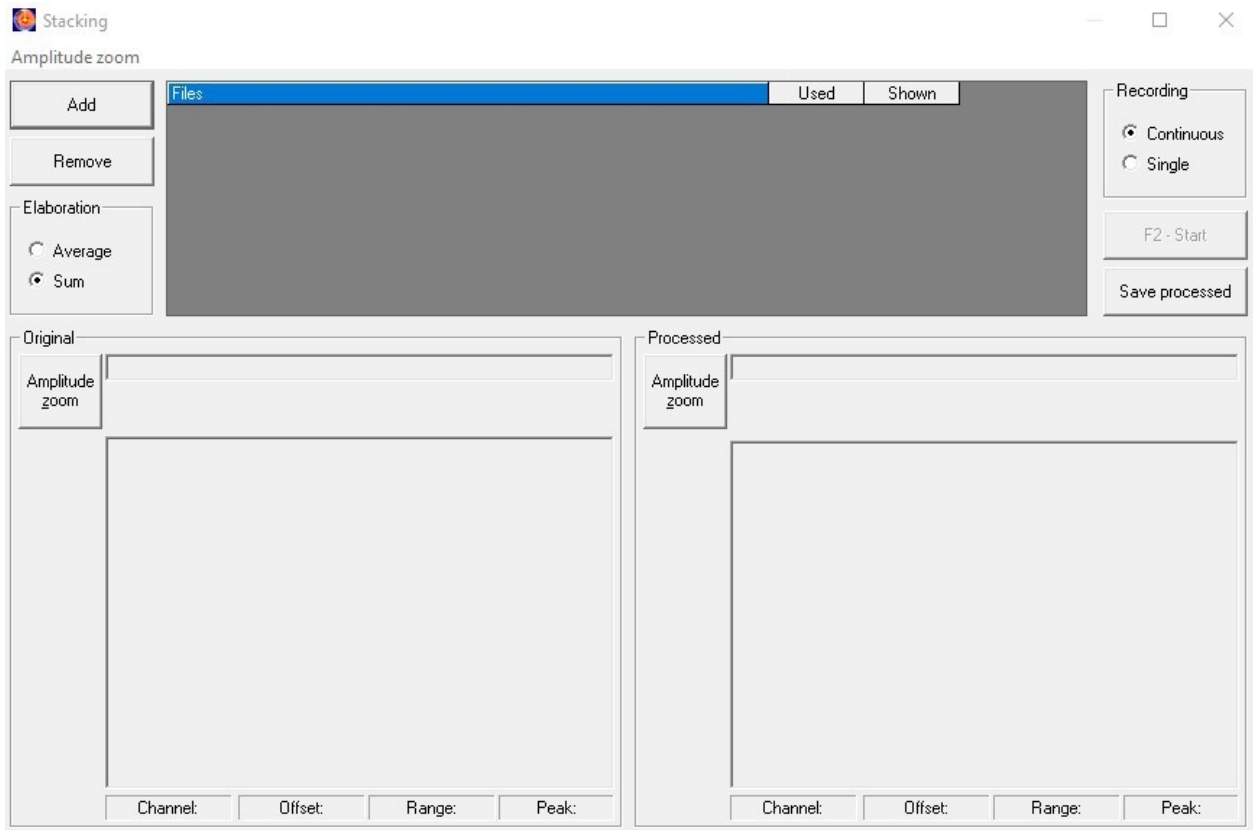 Stacking
Amplitude zoom
Add
Remove
Elaboration
Average
Sum
Files Used Shown
Recording
Continuous
Single
F2 - Start
Save processed
Original
Amplitude
zoom
Channel: Offset: Range: Peak:
Processed
Amplitude
zoom
Channel: Offset: Range: Peak: